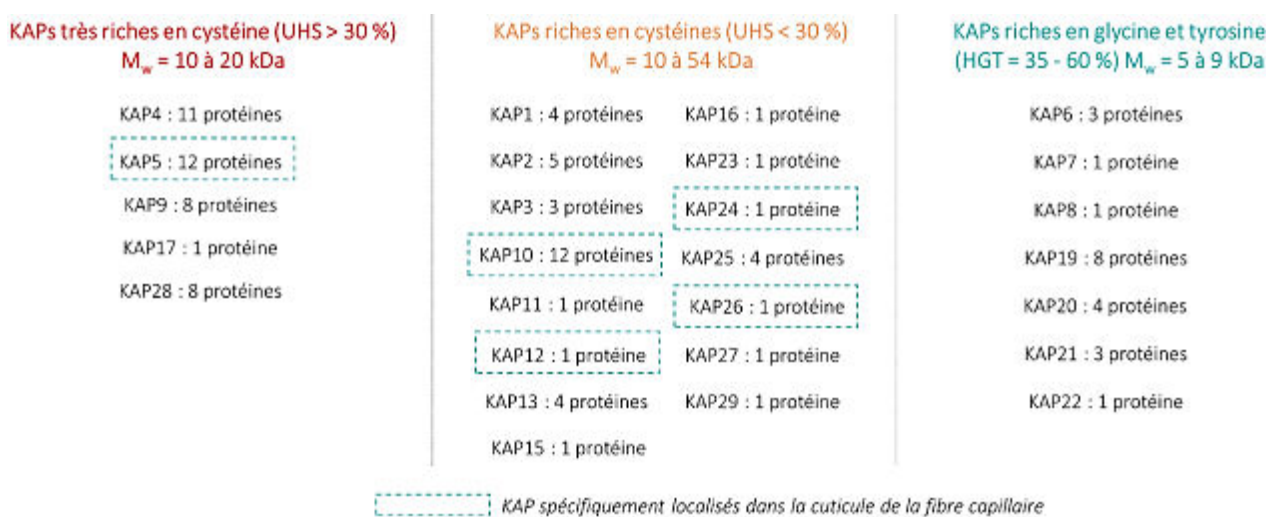 KAPs très riches en cystéine (UHS > 30 %)
M_w = 10 à 20 kDa
KAP4 : 11 protéines
KAP5 : 12 protéines
KAP9 : 8 protéines
KAP17 : 1 protéine
KAP28 : 8 protéines
KAPs riches en cystéines (UHS < 30 %)
M_w = 10 à 54 kDa
KAP1 : 4 protéines
KAP2 : 5 protéines
KAP3 : 3 protéines
KAP10 : 12 protéines
KAP11 : 1 protéine
KAP12 : 1 protéine
KAP13 : 4 protéines
KAP15 : 1 protéine
KAP16 : 1 protéine
KAP23 : 1 protéine
KAP24 : 1 protéine
KAP25 : 4 protéines
KAP26 : 1 protéine
KAP27 : 1 protéine
KAP29 : 1 protéine
KAPs riches en glycine et tyrosine
(HGT = 35 - 60 %) M_w = 5 à 9 kDa
KAP6 : 3 protéines
KAP7 : 1 protéine
KAP8 : 1 protéine
KAP19 : 8 protéines
KAP20 : 4 protéines
KAP21 : 3 protéines
KAP22 : 1 protéine
KAP spécifiquement localisés dans la cuticule de la fibre capillaire